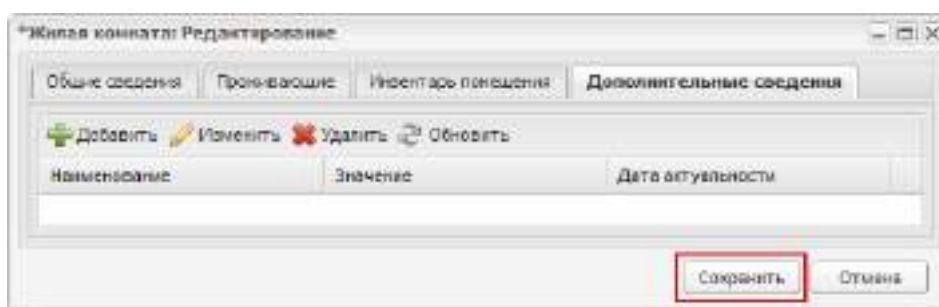 *Жилая комната: Редактирование
Общие сведения Проживающие Инвентарь помещения Дополнительные сведения
Добавить Изменить Удалить Обновить
Наименование Значение Дата актуальности
Сохранить Отмена